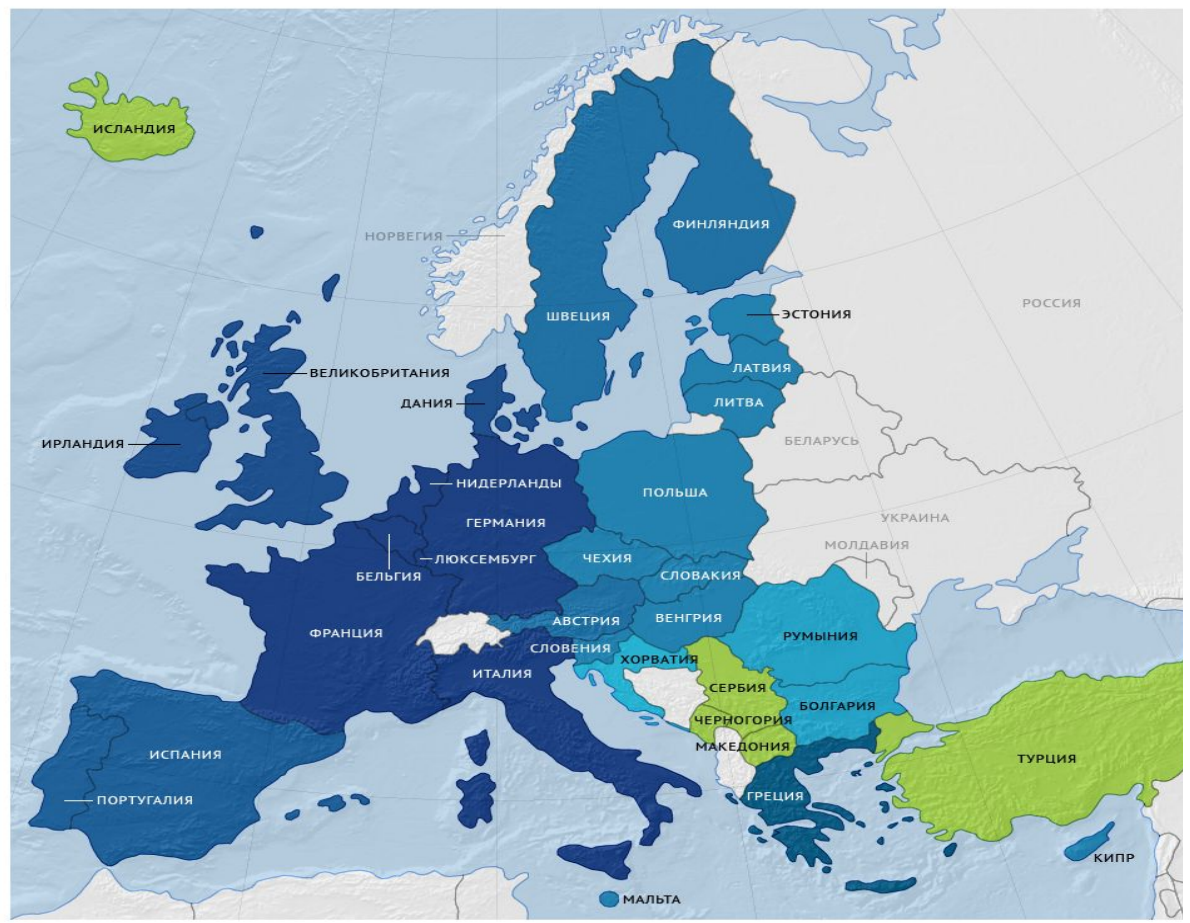 ИСЛАНДИЯ
ФИНЛЯНДИЯ
НОРВЕГИЯ
РОССИЯ
ШВЕЦИЯ
ЭСТОНИЯ
ЛАТВИЯ
ВЕЛИКОБРИТАНИЯ
ДАНИЯ
ЛИТВА
ИРЛАНДИЯ
БЕЛАРУСЬ
НИДЕРЛАНДЫ
ПОЛЬША
ГЕРМАНИЯ
УКРАИНА
МОЛДАВИЯ
ЛЮКСЕМБУРГ
ЧЕХИЯ
БЕЛЬГИЯ
СЛОВАКИЯ
АВСТРИЯ
ВЕНГРИЯ
ФРАНЦИЯ
РУМЫНИЯ
СЛОВЕНИЯ
ХОРВАТИЯ
ИТАЛИЯ
СЕРБИЯ
БОЛГАРИЯ
ЧЕРНОГОРИЯ
МАКЕДОНИЯ
ИСПАНИЯ
ТУРЦИЯ
ПОРТУГАЛИЯ
ГРЕЦИЯ
КИПР
МАЛЬТА